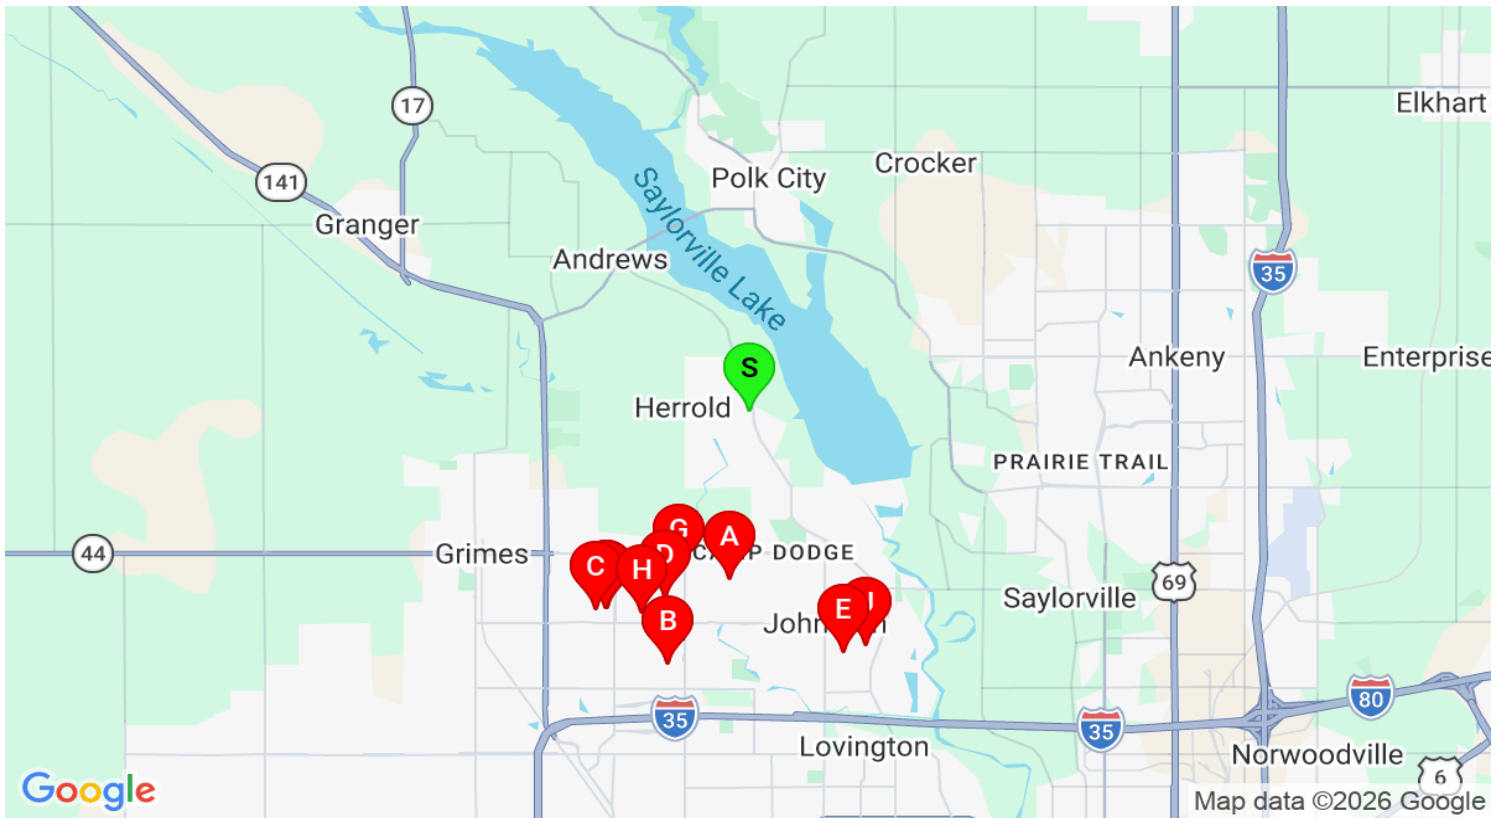 17
Elkhart
Crocker
Polk City
141
Granger
Andrews
Saylorville Lake
35
Ankeny
Enterprise
S
Herrold
PRAIRIE TRAIL
44
Grimes
G
A
D
DODGE
C
H
69
Saylorville
E
J
B
35
35
80
Lovington
Norwoodville
6
Google
Map data ©2026 Google